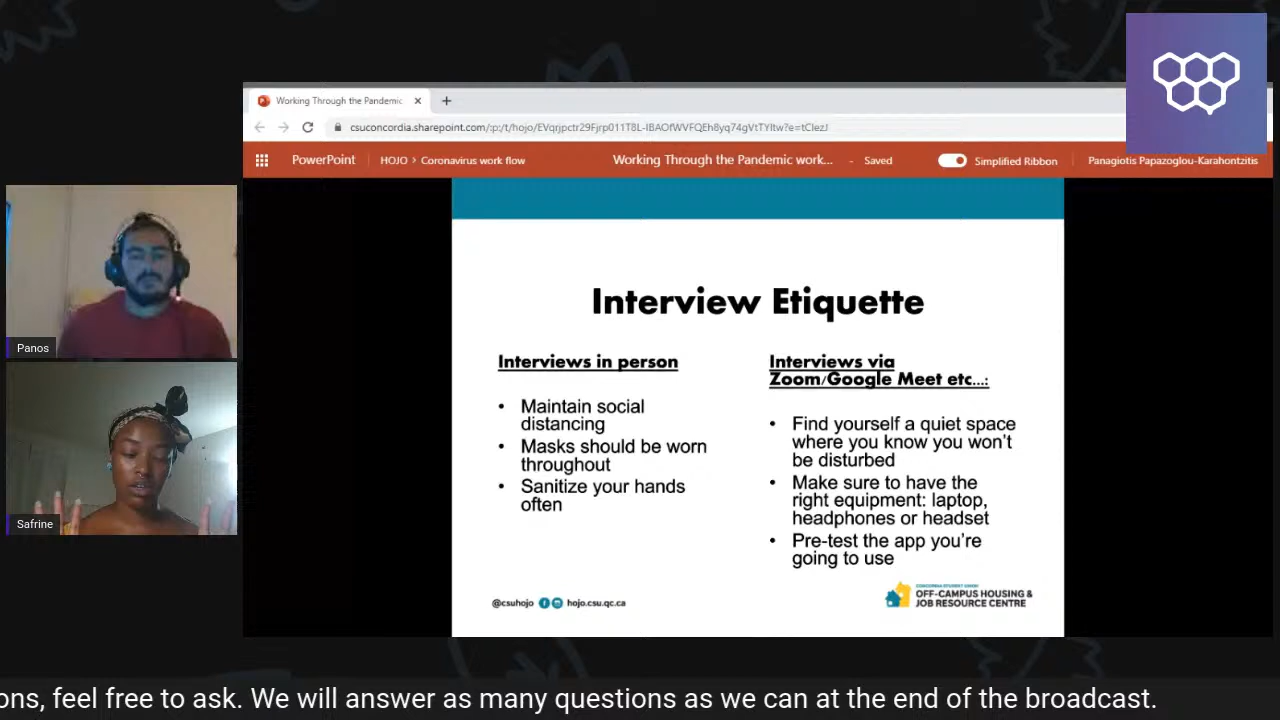 Working Through the Pandemic
csuconcordia.sharepoint.com/:p:/t/hojo/EVqrjpctr29Fjrp011T8L-IBAOfWVFQEh8yq74gVtTYltw?e=tClezJ
PowerPoint HOJO > Coronavirus work flow Working Through the Pandemic work... - Saved Simplified Ribbon Panagiotis Papazoglou-Karahontzitis
Panos
Safrine
Interview Etiquette
Interviews in person
• Maintain social
distancing
• Masks should be worn
throughout
• Sanitize your hands
often
Interviews via
Zoom/Google Meet etc...:
• Find yourself a quiet space
where you know you won't
be disturbed
• Make sure to have the
right equipment: laptop,
headphones or headset
• Pre-test the app you're
going to use
@csuhojo hojo.csu.qc.ca
CONCORDIA STUDENT UNION
OFF-CAMPUS HOUSING &
JOB RESOURCE CENTRE
ons, feel free to ask. We will answer as many questions as we can at the end of the broadcast.